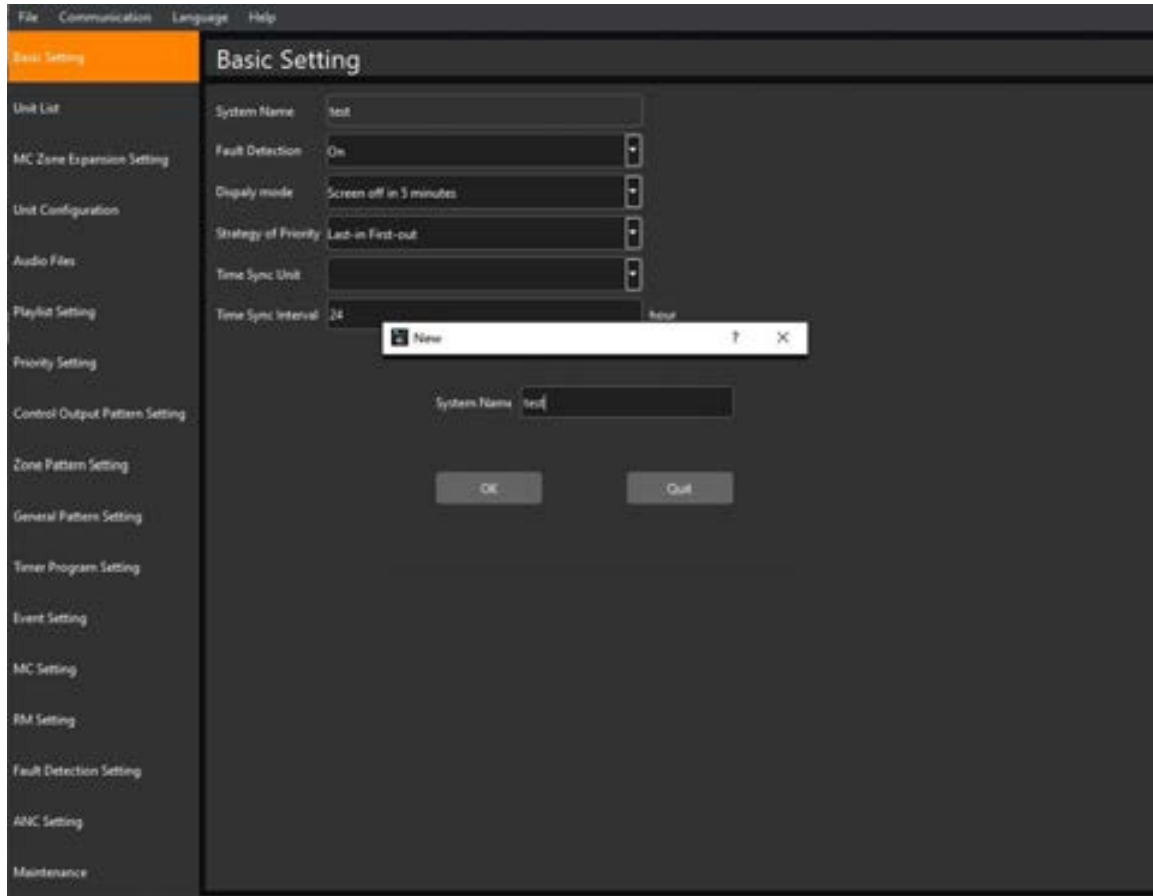 File Communication Language Help
Basic Setting
Basic Setting
Unit List
System Name test
MC Zone Expansion Setting
Fault Detection On
Dispaly mode Screen off in 5 minutes
Unit Configuration
Strategy of Priority Last-in First-out
Audio Files
Time Sync Unit
Playlist Setting
Time Sync Interval 24 hour
New ? ×
Priority Setting
System Name test
Control Output Pattern Setting
Zone Pattern Setting
OK Quit
General Pattern Setting
Timer Program Setting
Event Setting
MC Setting
RM Setting
Fault Detection Setting
ANC Setting
Maintenance